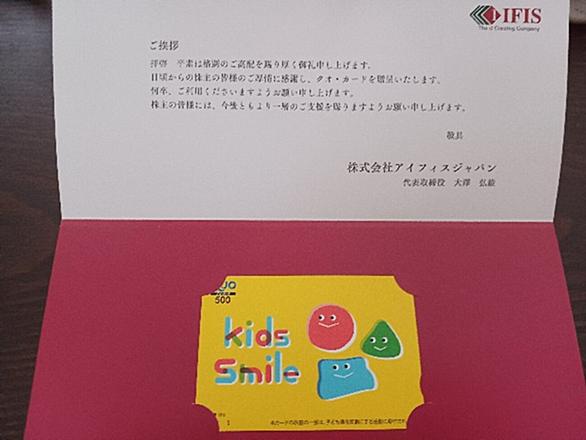 IFIS
ご挨拶
拝啓 平素は格別のご高配を賜り厚く御礼申し上げます。
日頃からの株主の皆様のご厚情に感謝し、クオ・カードを贈呈いたします。
何卒、ご利用くださいますようお願い申し上げます。
株主の皆様には、今後ともより一層のご支援を賜りますようお願い申し上げます。
敬具
株式会社アイフィスジャパン
代表取締役 大澤 弘毅
500
kids
Smile